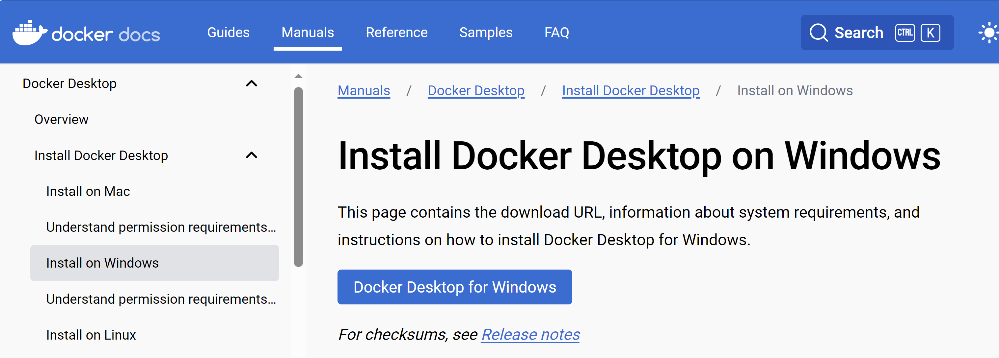 docker docs
Guides
Manuals
Reference
Samples
FAQ
Search CTRL K
Docker Desktop
Overview
Install Docker Desktop
Install on Mac
Understand permission requirements...
Install on Windows
Understand permission requirements...
Install on Linux
Manuals / Docker Desktop / Install Docker Desktop / Install on Windows
Install Docker Desktop on Windows
This page contains the download URL, information about system requirements, and
instructions on how to install Docker Desktop for Windows.
Docker Desktop for Windows
For checksums, see Release notes